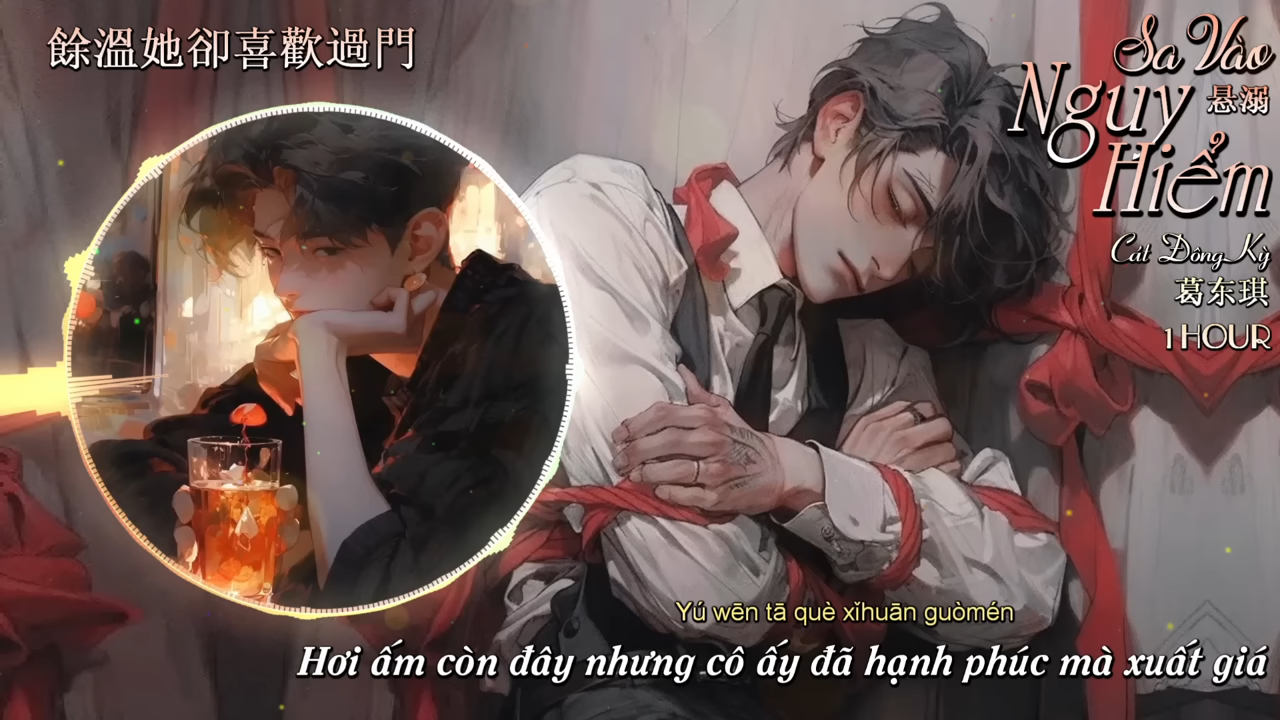 餘溫她卻喜歡過門
Sa Vào
Nguy
悬溺
Hiểm
Cát Đông Kỳ
葛东琪
1 HOUR
Yú wēn tā què xǐhuān guòmén
Hơi ấm còn đây nhưng cô ấy đã hạnh phúc mà xuất giá